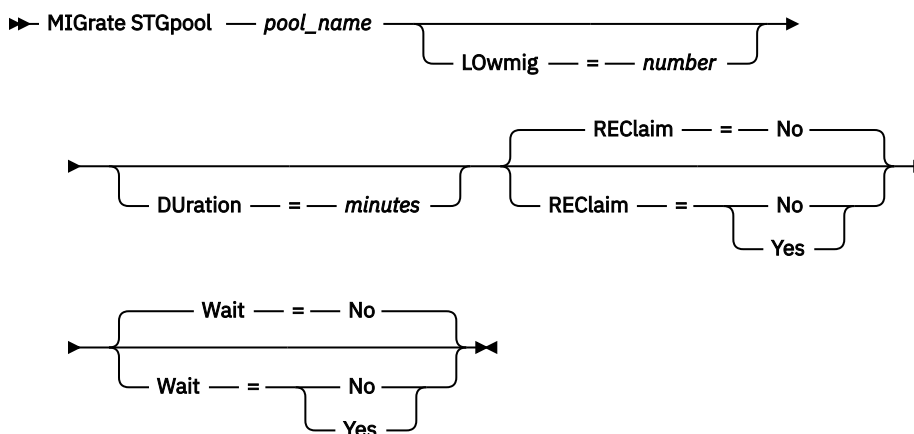 MIGrate STGpool pool_name
LOwmig = number
REClaim = No
DUration = minutes REClaim = No
Yes
Wait = No
Wait = No
Yes